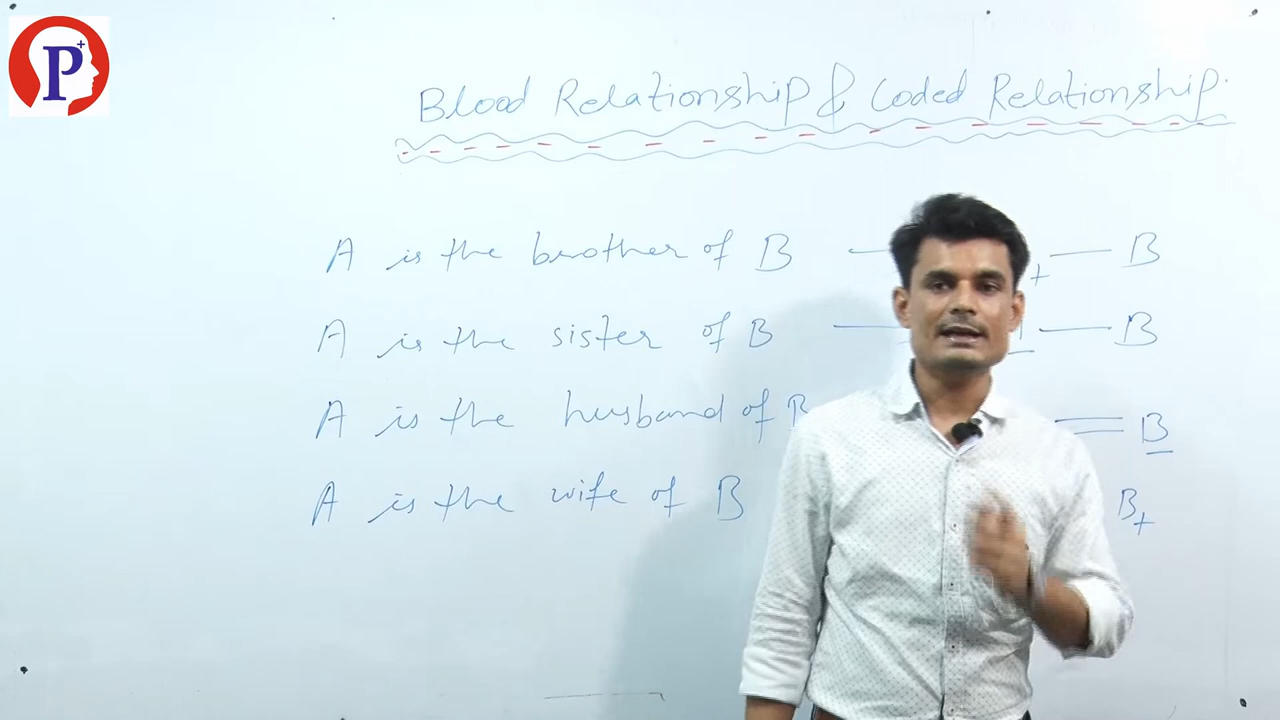 P+
Blood Relationship & Coded Relationship.
A is the brother of B — + — B
A is the sister of B — — B
A is the husband of B = B
A is the wife of B B+